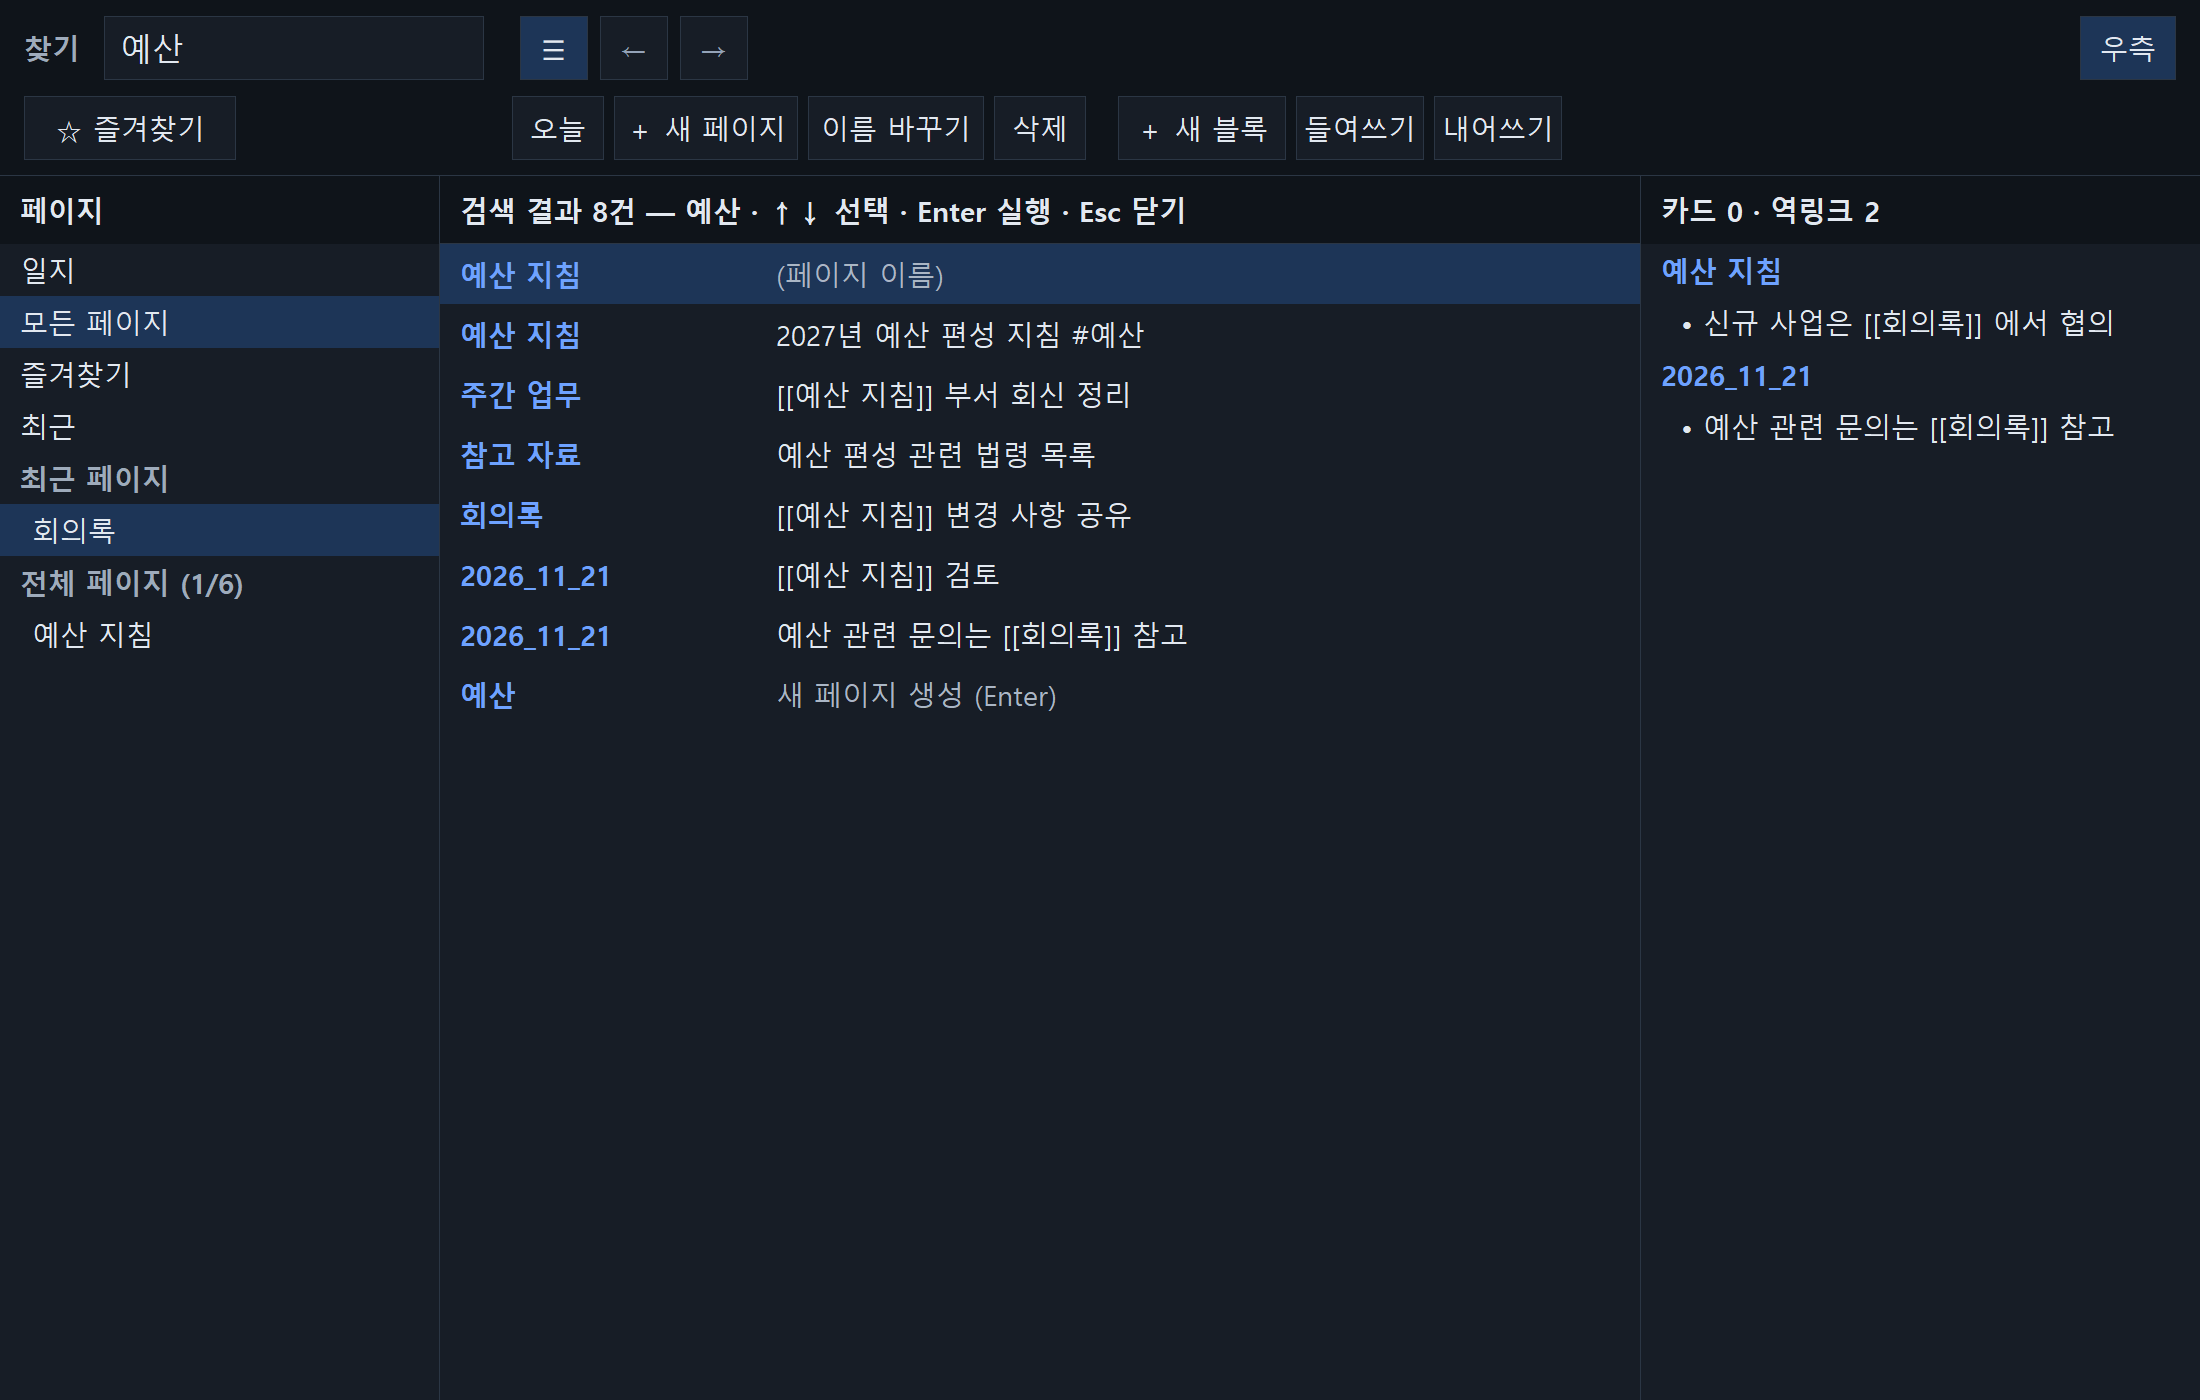 찾기 예산 ☰ ← → 우측
☆ 즐겨찾기 오늘 + 새 페이지 이름 바꾸기 삭제 + 새 블록 들여쓰기 내어쓰기
페이지
일지
모든 페이지
즐겨찾기
최근
최근 페이지
회의록
전체 페이지 (1/6)
예산 지침
검색 결과 8건 — 예산 · ↑ ↓ 선택 · Enter 실행 · Esc 닫기
예산 지침 (페이지 이름)
예산 지침 2027년 예산 편성 지침 #예산
주간 업무 [[예산 지침]] 부서 회신 정리
참고 자료 예산 편성 관련 법령 목록
회의록 [[예산 지침]] 변경 사항 공유
2026_11_21 [[예산 지침]] 검토
2026_11_21 예산 관련 문의는 [[회의록]] 참고
예산 새 페이지 생성 (Enter)
카드 0 · 역링크 2
예산 지침
• 신규 사업은 [[회의록]] 에서 협의
2026_11_21
• 예산 관련 문의는 [[회의록]] 참고